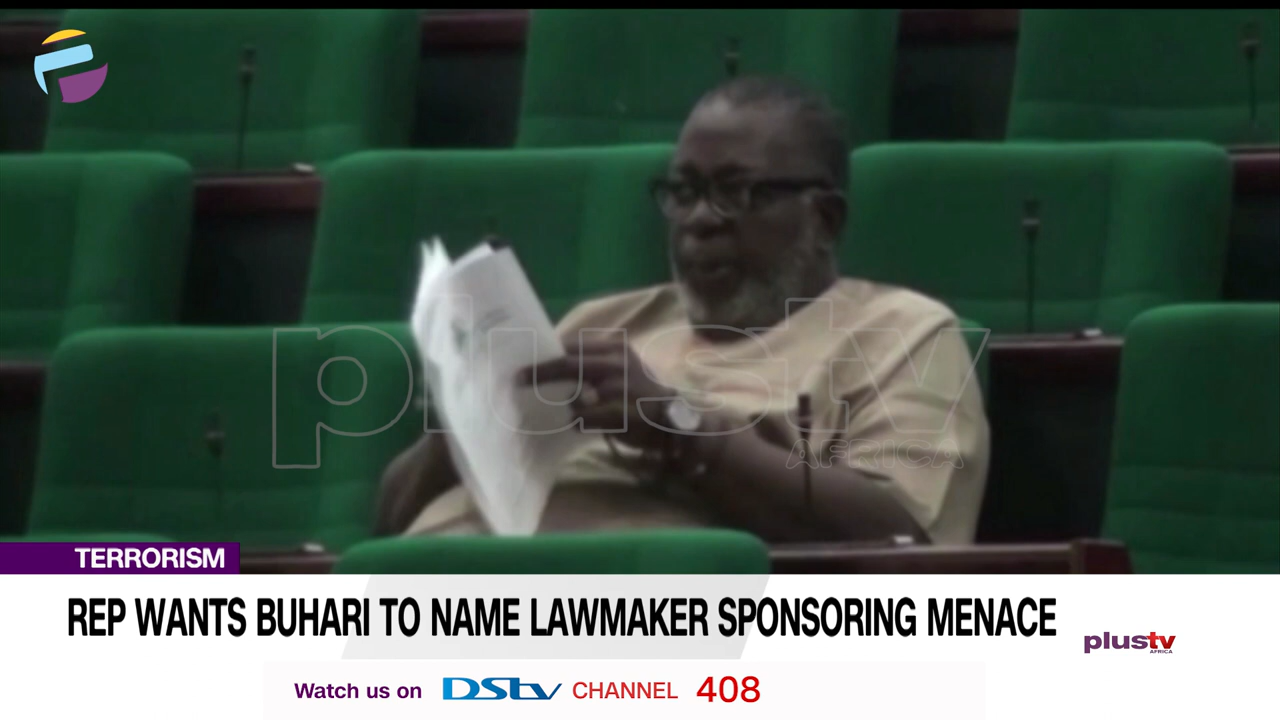 plustv
AFRICA
TERRORISM
REP WANTS BUHARI TO NAME LAWMAKER SPONSORING MENACE
plustv
AFRICA
Watch us on DStv CHANNEL 408